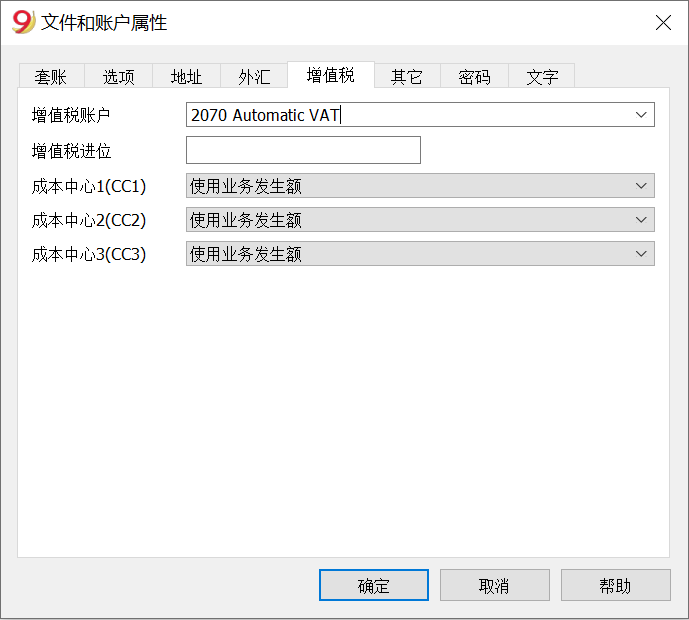 文件和账户属性
套账 选项 地址 外汇 增值税 其它 密码 文字
增值税账户 2070 Automatic VAT
增值税进位
成本中心1(CC1) 使用业务发生额
成本中心2(CC2) 使用业务发生额
成本中心3(CC3) 使用业务发生额
确定 取消 帮助